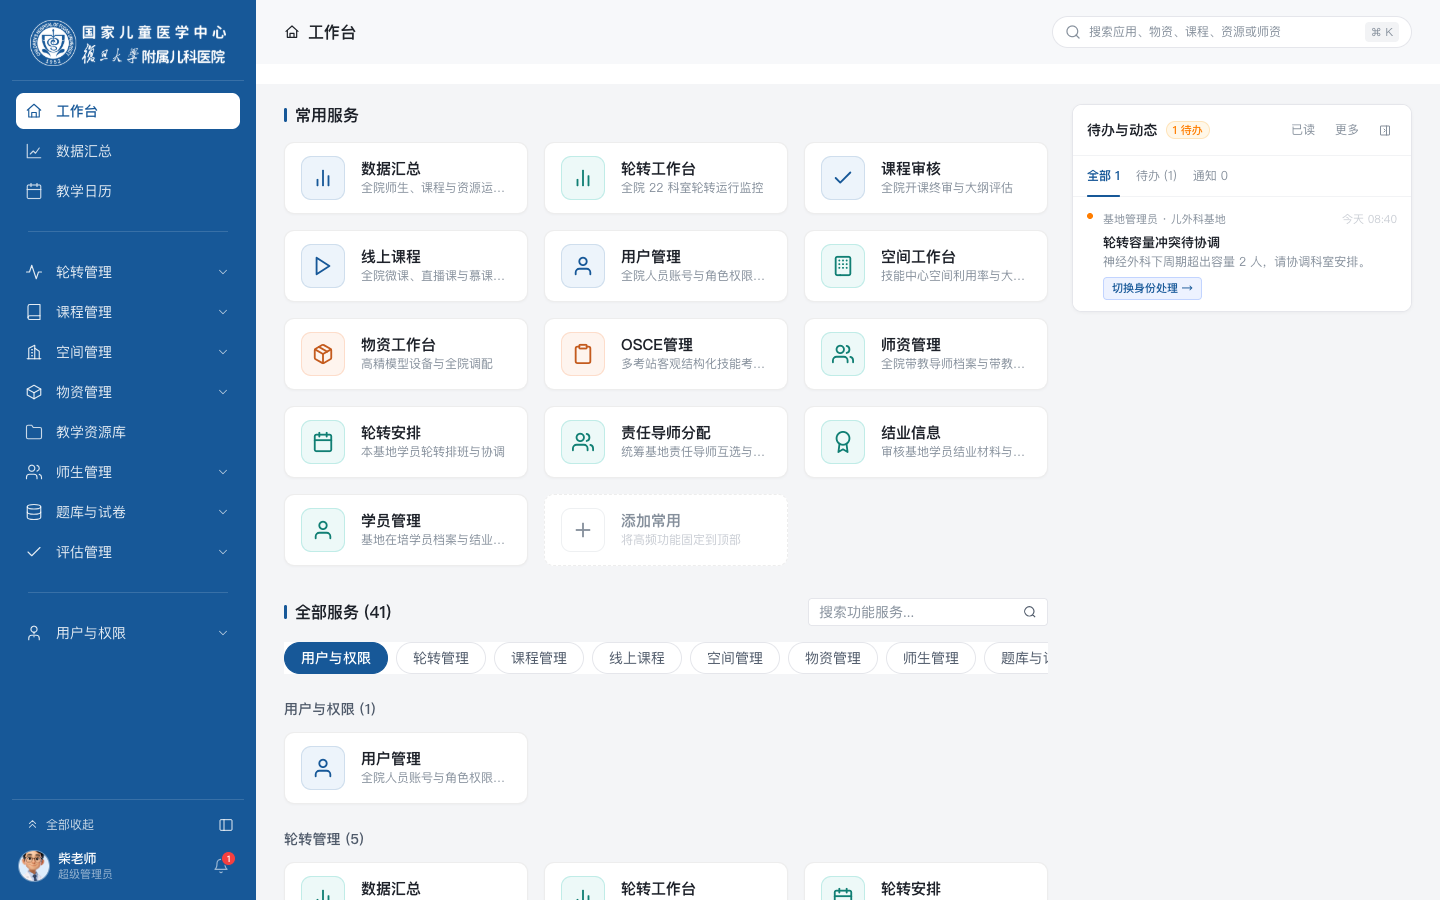 国家儿童医学中心
復旦大学附属儿科医院
工作台
数据汇总
教学日历
轮转管理
课程管理
空间管理
物资管理
教学资源库
师生管理
题库与试卷
评估管理
用户与权限
全部收起
柴老师
超级管理员
1
工作台
搜索应用、物资、课程、资源或师资
⌘ K
常用服务
数据汇总
全院师生、课程与资源运...
轮转工作台
全院 22 科室轮转运行监控
课程审核
全院开课终审与大纲评估
线上课程
全院微课、直播课与慕课...
用户管理
全院人员账号与角色权限...
空间工作台
技能中心空间利用率与大...
物资工作台
高精模型设备与全院调配
OSCE管理
多考站客观结构化技能考...
师资管理
全院带教导师档案与带教...
轮转安排
本基地学员轮转排班与协调
责任导师分配
统筹基地责任导师互选与...
结业信息
审核基地学员结业材料与...
学员管理
基地在培学员档案与结业...
添加常用
将高频功能固定到顶部
全部服务 (41)
搜索功能服务...
用户与权限
轮转管理
课程管理
线上课程
空间管理
物资管理
师生管理
题库与
用户与权限 (1)
用户管理
全院人员账号与角色权限...
轮转管理 (5)
数据汇总
轮转工作台
轮转安排
待办与动态
1 待办
已读
更多
全部 1
待办 (1)
通知 0
基地管理员 · 儿外科基地
今天 08:40
轮转容量冲突待协调
神经外科下周期超出容量 2 人，请协调科室安排。
切换身份处理 →